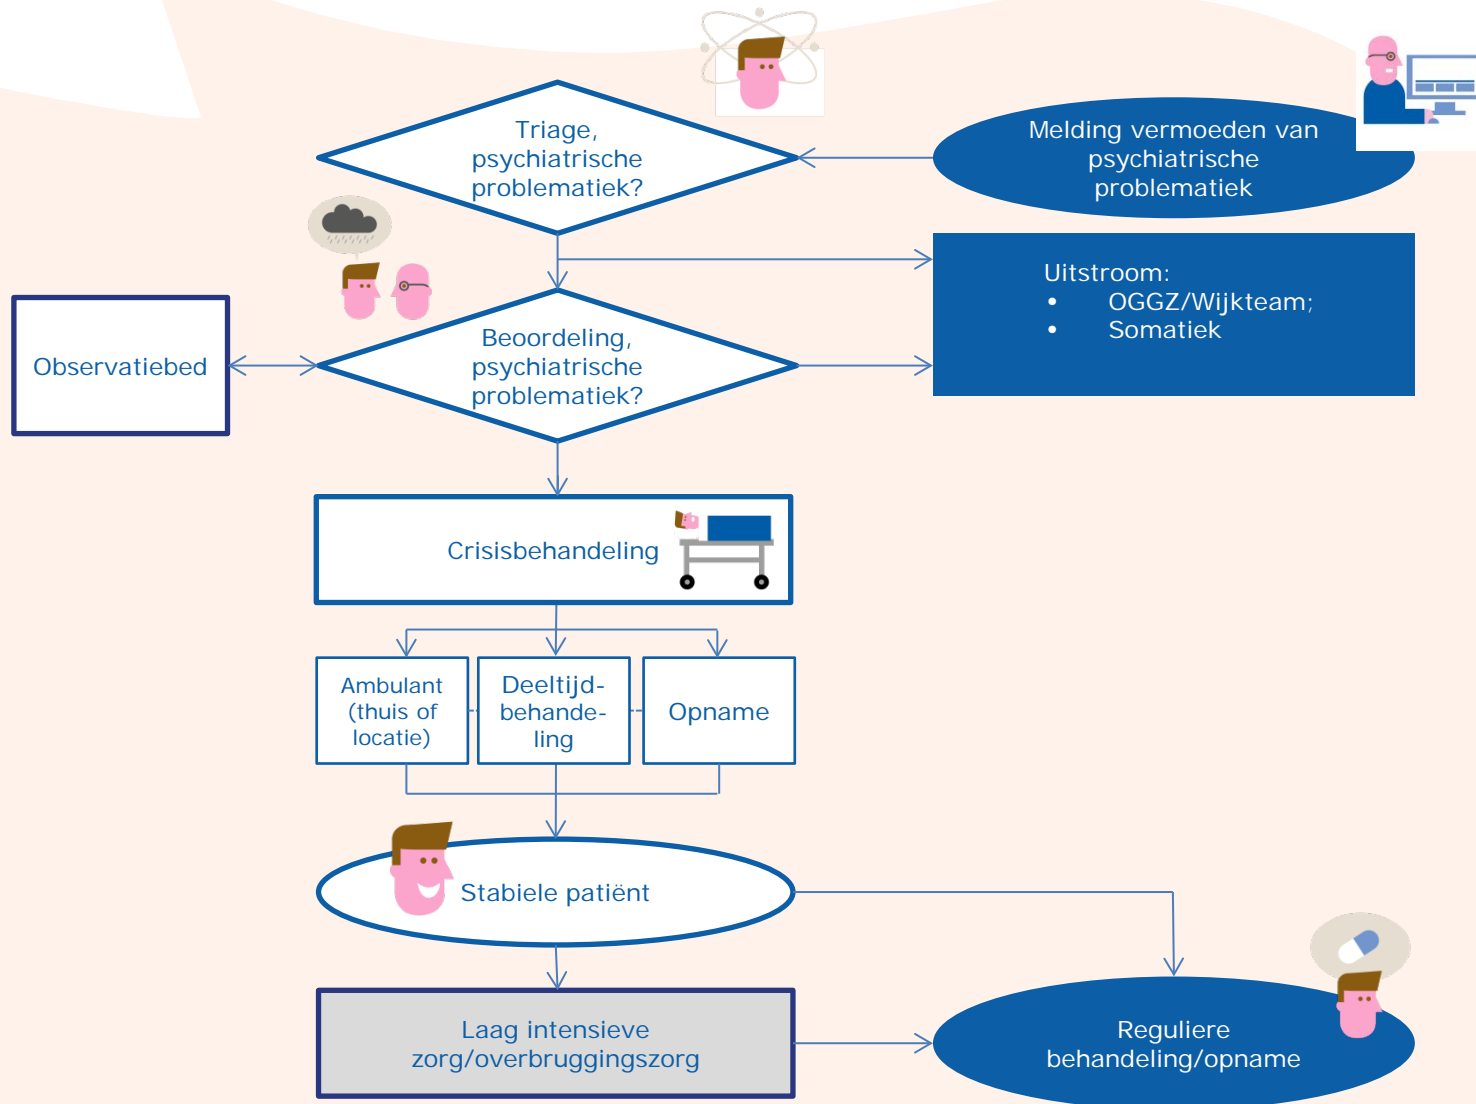 Triage,
psychiatrische
problematiek?
Melding vermoeden van
psychiatrische
problematiek
Uitstroom:
• OGGZ/Wijkteam;
• Somatiek
Observatiebed
Beoordeling,
psychiatrische
problematiek?
Crisisbehandeling
Ambulant
(thuis of
locatie)
Deeltijd-
behande-
ling
Opname
Stabiele patiënt
Laag intensieve
zorg/overbruggingszorg
Reguliere
behandeling/opname